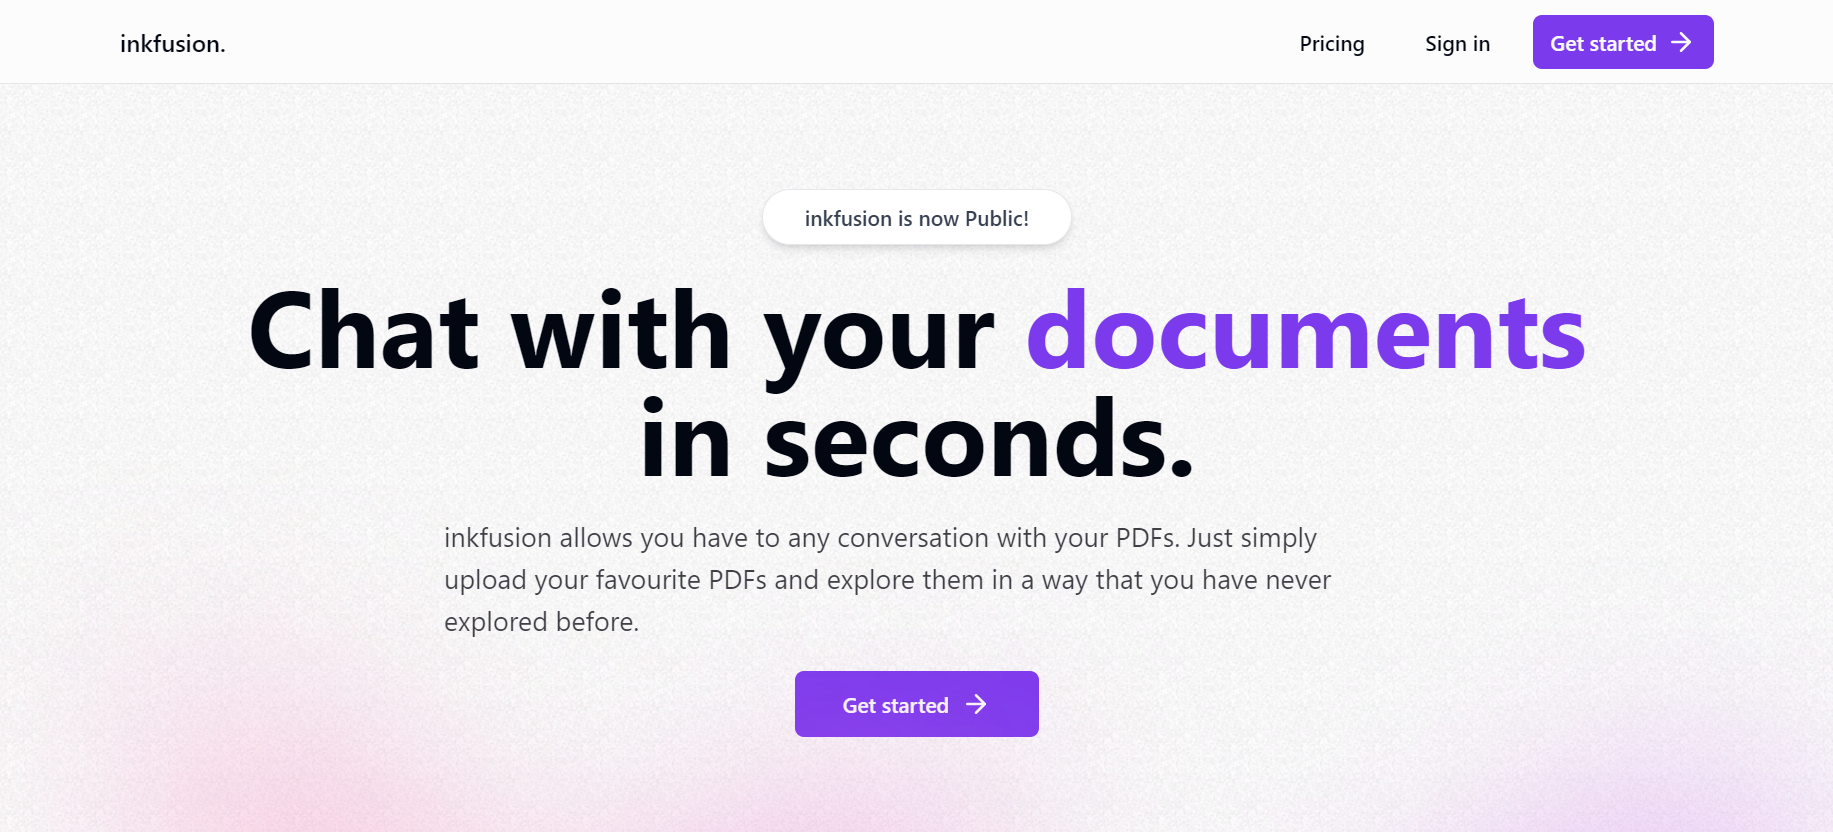 inkfusion.
Pricing
Sign in
Get started
inkfusion is now Public!
Chat with your documents
in seconds.
inkfusion allows you have to any conversation with your PDFs. Just simply
upload your favourite PDFs and explore them in a way that you have never
explored before.
Get started